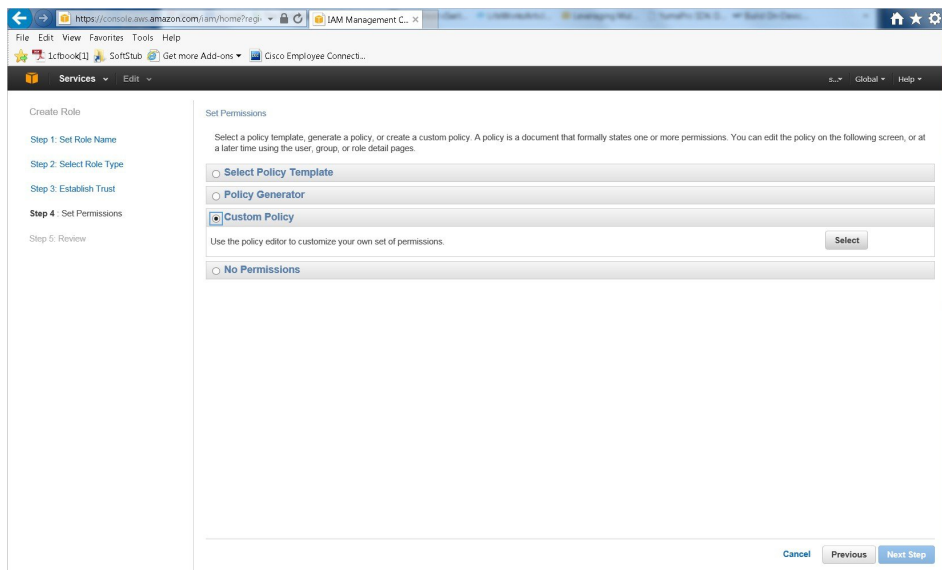 https://console.aws.amazon.com/iam/home?regi
IAM Management C...
File Edit View Favorites Tools Help
1cfbook[1] SoftStub Get more Add-ons Cisco Employee Connecti...
Services Edit s... Global Help
Create Role
Step 1: Set Role Name
Step 2: Select Role Type
Step 3: Establish Trust
Step 4 : Set Permissions
Step 5: Review
Set Permissions
Select a policy template, generate a policy, or create a custom policy. A policy is a document that formally states one or more permissions. You can edit the policy on the following screen, or at
a later time using the user, group, or role detail pages.
Select Policy Template
Policy Generator
Custom Policy
Use the policy editor to customize your own set of permissions.
Select
No Permissions
Cancel Previous Next Step